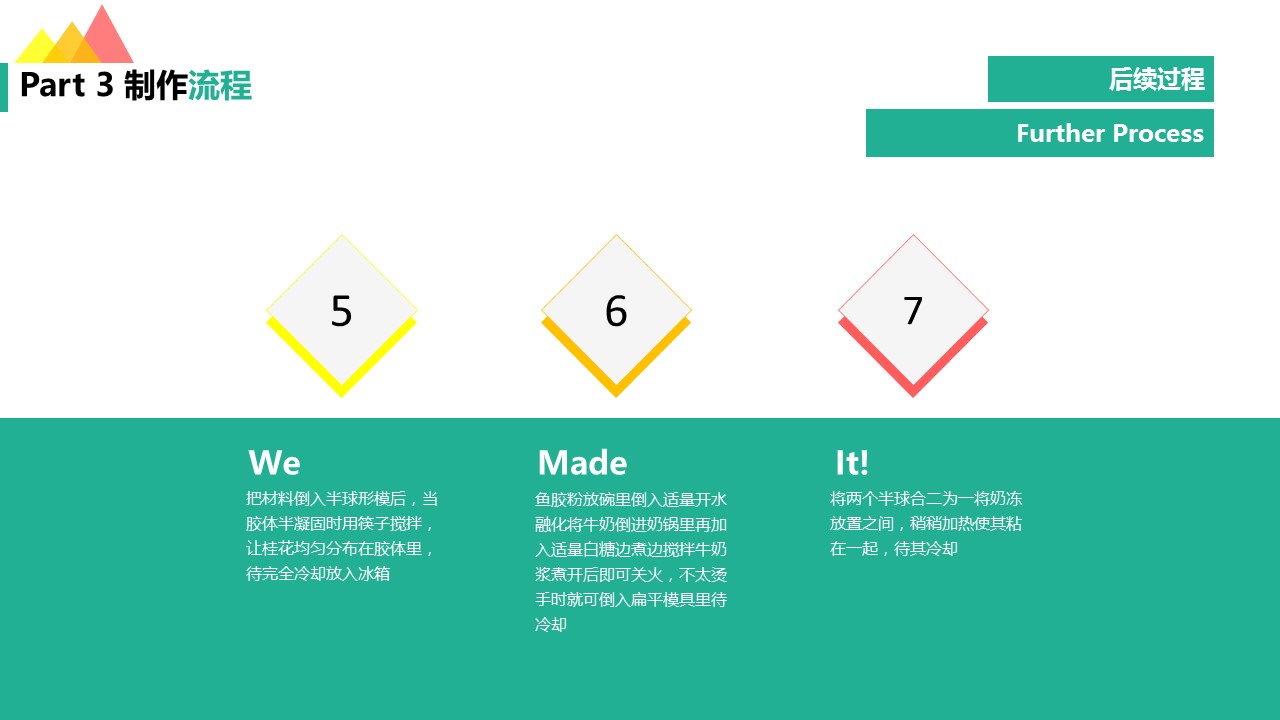 Part 3 制作流程
后续过程
Further Process
5
6
7
We
把材料倒入半球形模后，当
胶体半凝固时用筷子搅拌，
让桂花均匀分布在胶体里，
待完全冷却放入冰箱
Made
鱼胶粉放碗里倒入适量开水
融化将牛奶倒进奶锅里再加
入适量白糖边煮边搅拌牛奶
浆煮开后即可关火，不太烫
手时就可倒入扁平模具里待
冷却
It!
将两个半球合二为一将奶冻
放置之间，稍稍加热使其粘
在一起，待其冷却